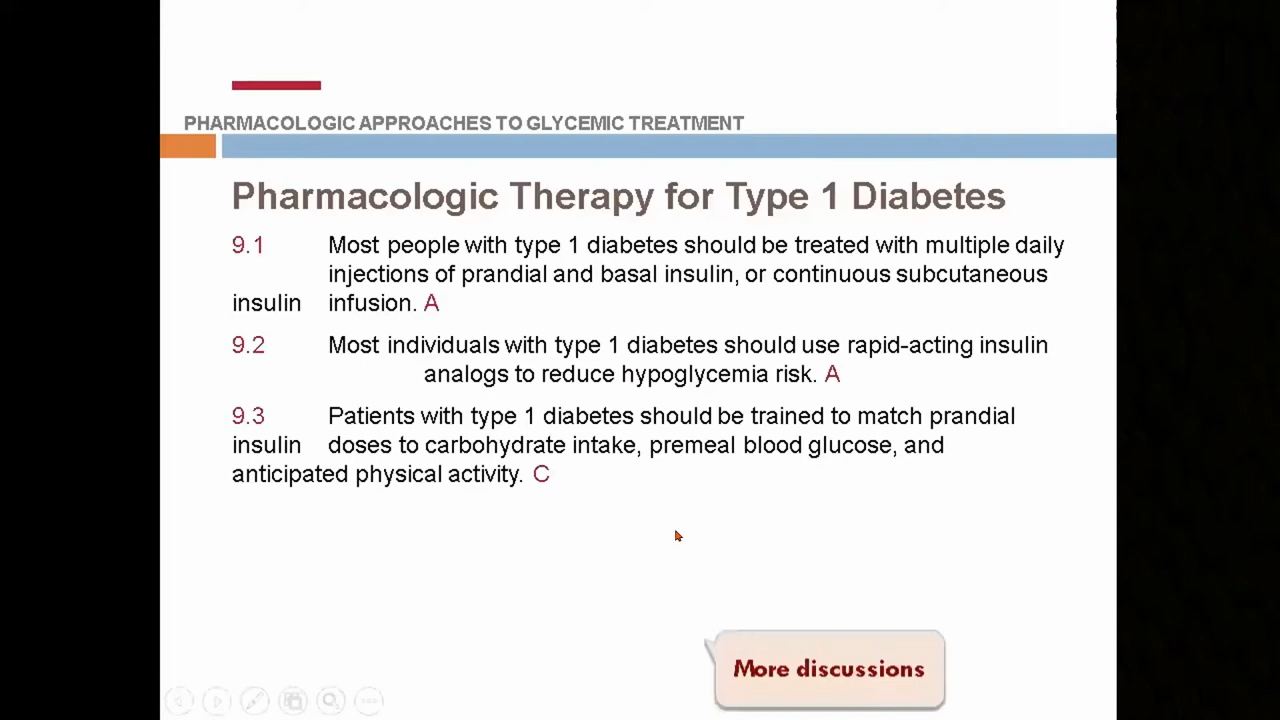 PHARMACOLOGIC APPROACHES TO GLYCEMIC TREATMENT
Pharmacologic Therapy for Type 1 Diabetes
9.1 Most people with type 1 diabetes should be treated with multiple daily
injections of prandial and basal insulin, or continuous subcutaneous
insulin infusion. A
9.2 Most individuals with type 1 diabetes should use rapid-acting insulin
analogs to reduce hypoglycemia risk. A
9.3 Patients with type 1 diabetes should be trained to match prandial
insulin doses to carbohydrate intake, premeal blood glucose, and
anticipated physical activity. C
More discussions